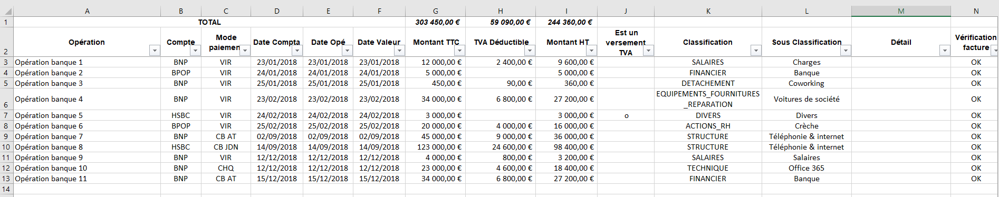 A B C D E F G H I J K L M N
1 TOTAL 303 450,00 € 59 090,00 € 244 360,00 €
2 Opération Compte Mode paiemen Date Compta Date Opé Date Valeur Montant TTC TVA Déductible Montant HT Est un versement TVA Classification Sous Classification Détail Vérification facture
3 Opération banque 1 BNP VIR 23/01/2018 23/01/2018 23/01/2018 12 000,00 € 2 400,00 € 9 600,00 € SALAIRES Charges OK
4 Opération banque 2 BPOP VIR 24/01/2018 24/01/2018 24/01/2018 5 000,00 € 5 000,00 € FINANCIER Banque OK
5 Opération banque 3 BNP VIR 25/01/2018 25/01/2018 25/01/2018 450,00 € 90,00 € 360,00 € DETACHEMENT Coworking OK
6 Opération banque 4 BNP VIR 23/02/2018 23/02/2018 23/02/2018 34 000,00 € 6 800,00 € 27 200,00 € EQUIPEMENTS_FOURNITURES_REPARATION Voitures de société OK
7 Opération banque 5 HSBC VIR 24/02/2018 24/02/2018 24/02/2018 3 000,00 € 3 000,00 € o DIVERS Divers OK
8 Opération banque 6 BPOP VIR 25/02/2018 25/02/2018 25/02/2018 20 000,00 € 4 000,00 € 16 000,00 € ACTIONS_RH Crèche OK
9 Opération banque 7 BNP CB AT 02/09/2018 02/09/2018 02/09/2018 45 000,00 € 9 000,00 € 36 000,00 € STRUCTURE Téléphonie & internet OK
10 Opération banque 8 HSBC CB JDN 14/09/2018 14/09/2018 14/09/2018 123 000,00 € 24 600,00 € 98 400,00 € STRUCTURE Téléphonie & internet OK
11 Opération banque 9 BNP VIR 12/12/2018 12/12/2018 12/12/2018 4 000,00 € 800,00 € 3 200,00 € SALAIRES Salaires OK
12 Opération banque 10 BNP CHQ 12/12/2018 12/12/2018 12/12/2018 23 000,00 € 4 600,00 € 18 400,00 € TECHNIQUE Office 365 OK
13 Opération banque 11 BNP CB AT 15/12/2018 15/12/2018 15/12/2018 34 000,00 € 6 800,00 € 27 200,00 € FINANCIER Banque OK
14